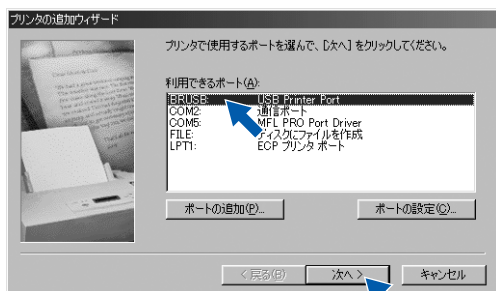 プリンタの追加ウィザード
プリンタで使用するポートを選んで、[次へ] をクリックしてください。
利用できるポート(A):
BRUSB: USB Printer Port
COM2: 通信ポート
COM5: MFL PRO Port Driver
FILE: ディスクにファイルを作成
LPT1: ECP プリンタ ポート
ポートの追加(P)... ポートの設定(C)...
< 戻る(B) 次へ > キャンセル